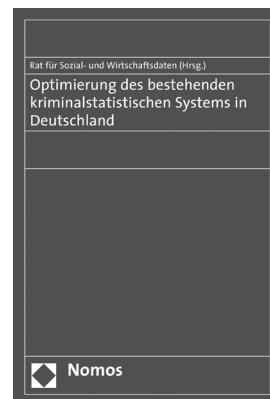 Rat für Sozial- und Wirtschaftsdaten (Hrsg.)
Optimierung des bestehenden
kriminalstatistischen Systems in
Deutschland
Nomos